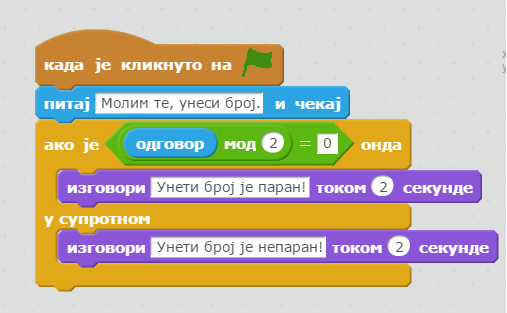 када је кликнуто на
питај Молим те, унеси број. и чекај
ако је одговор мод 2 = 0 онда
изговори Унети број је паран! током 2 секунде
у супротном
изговори Унети број је непаран! током 2 секунде